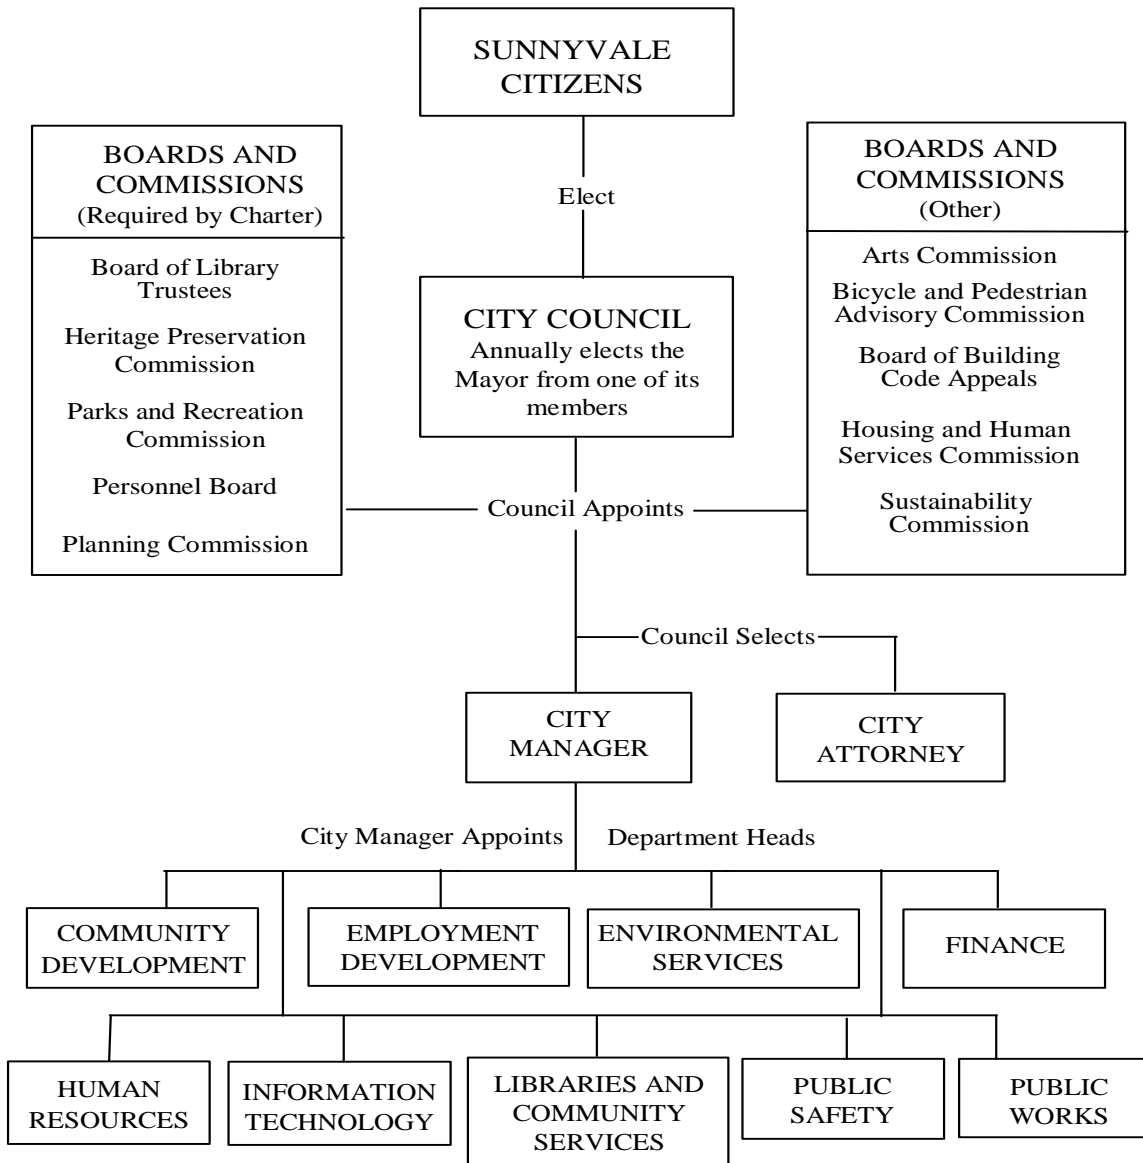 SUNNYVALE
CITIZENS
BOARDS AND
COMMISSIONS
(Required by Charter)
Board of Library
Trustees
Heritage Preservation
Commission
Parks and Recreation
Commission
Personnel Board
Planning Commission
Elect
CITY COUNCIL
Annually elects the
Mayor from one of its
members
BOARDS AND
COMMISSIONS
(Other)
Arts Commission
Bicycle and Pedestrian
Advisory Commission
Board of Building
Code Appeals
Housing and Human
Services Commission
Sustainability
Commission
Council Appoints
Council Selects
CITY
MANAGER
CITY
ATTORNEY
City Manager Appoints
Department Heads
COMMUNITY
DEVELOPMENT
EMPLOYMENT
DEVELOPMENT
ENVIRONMENTAL
SERVICES
FINANCE
HUMAN
RESOURCES
INFORMATION
TECHNOLOGY
LIBRARIES AND
COMMUNITY
SERVICES
PUBLIC
SAFETY
PUBLIC
WORKS